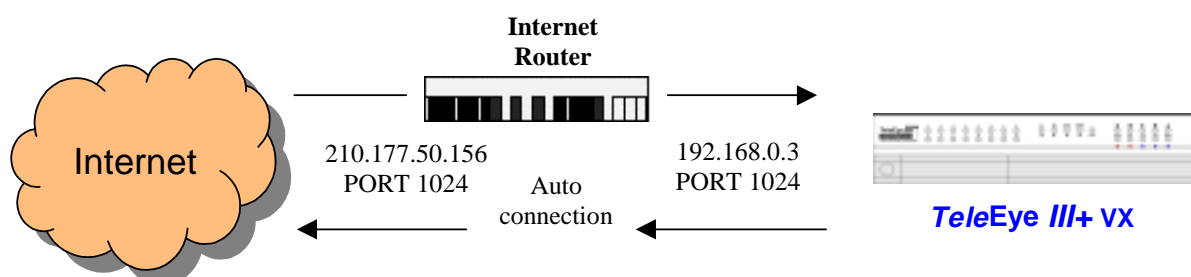 Internet
Router
Internet
210.177.50.156
PORT 1024
Auto
connection
192.168.0.3
PORT 1024
TeleEye III+ VX